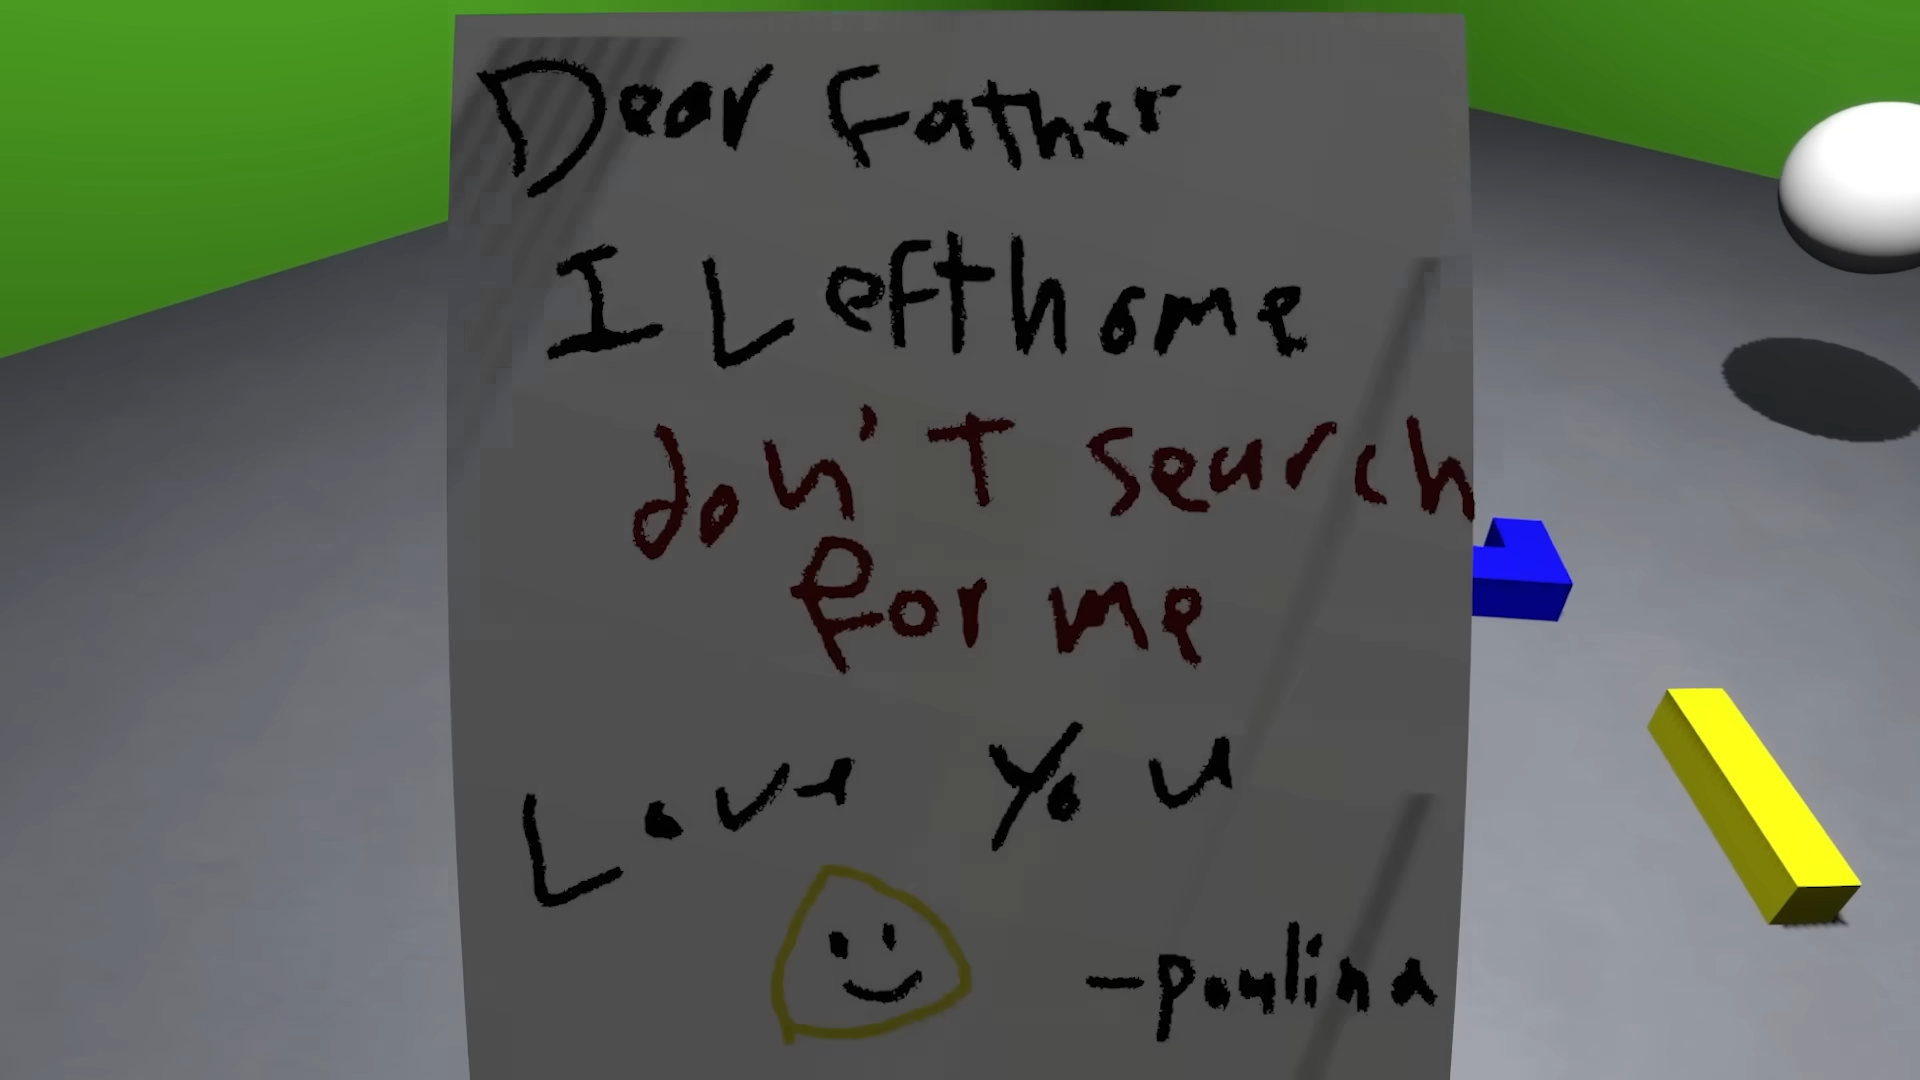 Dear Father
I Left home
don't search
for me
Love you
-paulina